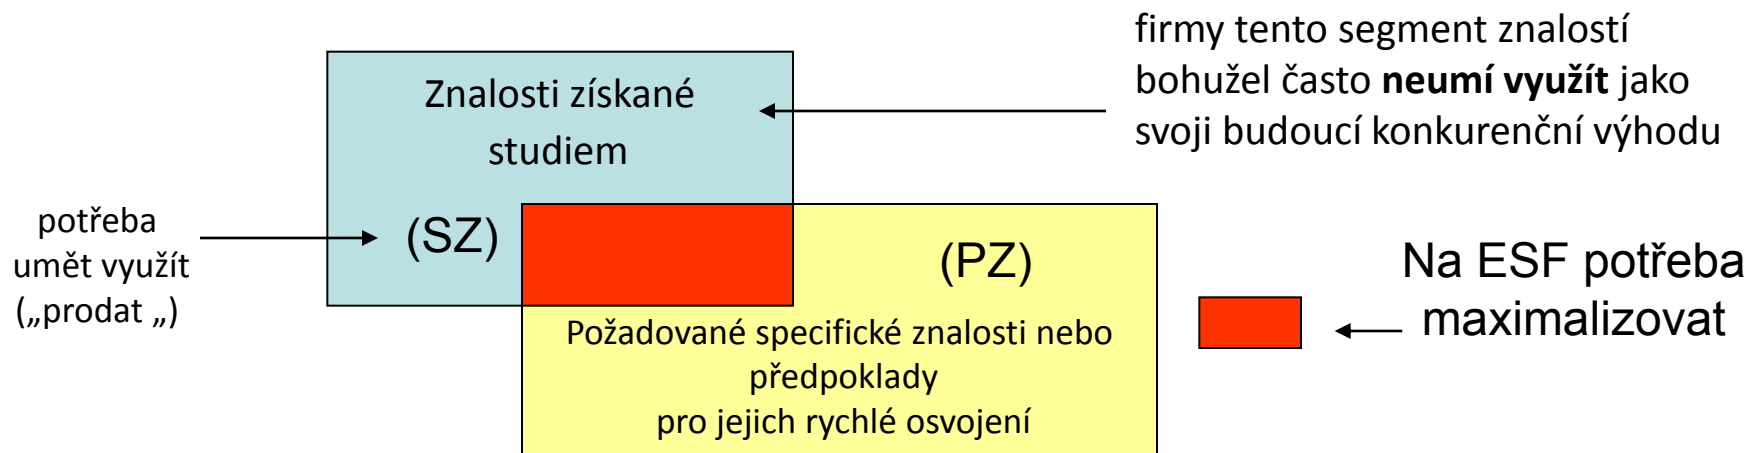 firmy tento segment znalostí
bohužel často neumí využít jako
svoji budoucí konkurenční výhodu
Znalosti získané
studiem
potřeba
umět využít
(„prodat „)
(SZ)
(PZ)
Požadované specifické znalosti nebo
předpoklady
pro jejich rychlé osvojení
Na ESF potřeba
maximalizovat